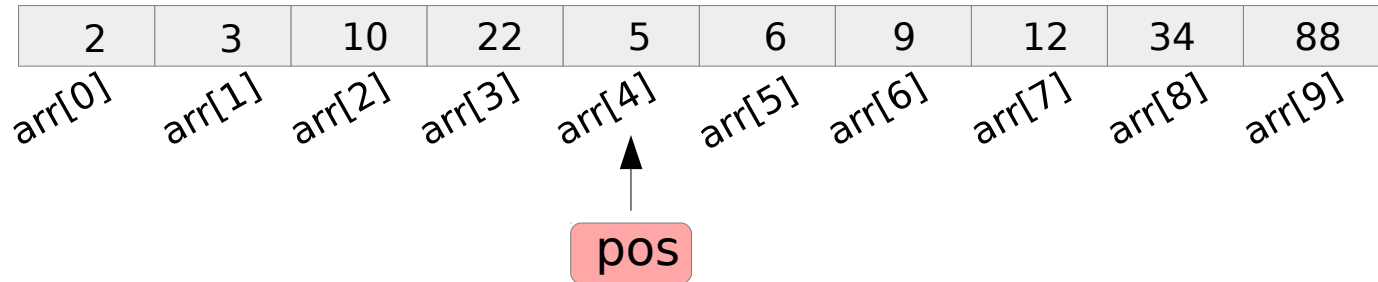 2 3 10 22 5 6 9 12 34 88
arr[0] arr[1] arr[2] arr[3] arr[4] arr[5] arr[6] arr[7] arr[8] arr[9]
pos